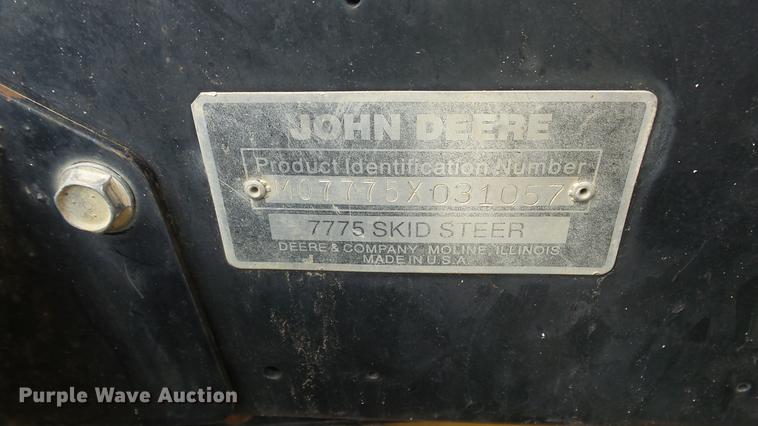 JOHN DEERE
Product Identification Number
M07775X031057
7775 SKID STEER
DEERE & COMPANY MOLINE, ILLINOIS
MADE IN U.S.A.
Purple Wave Auction